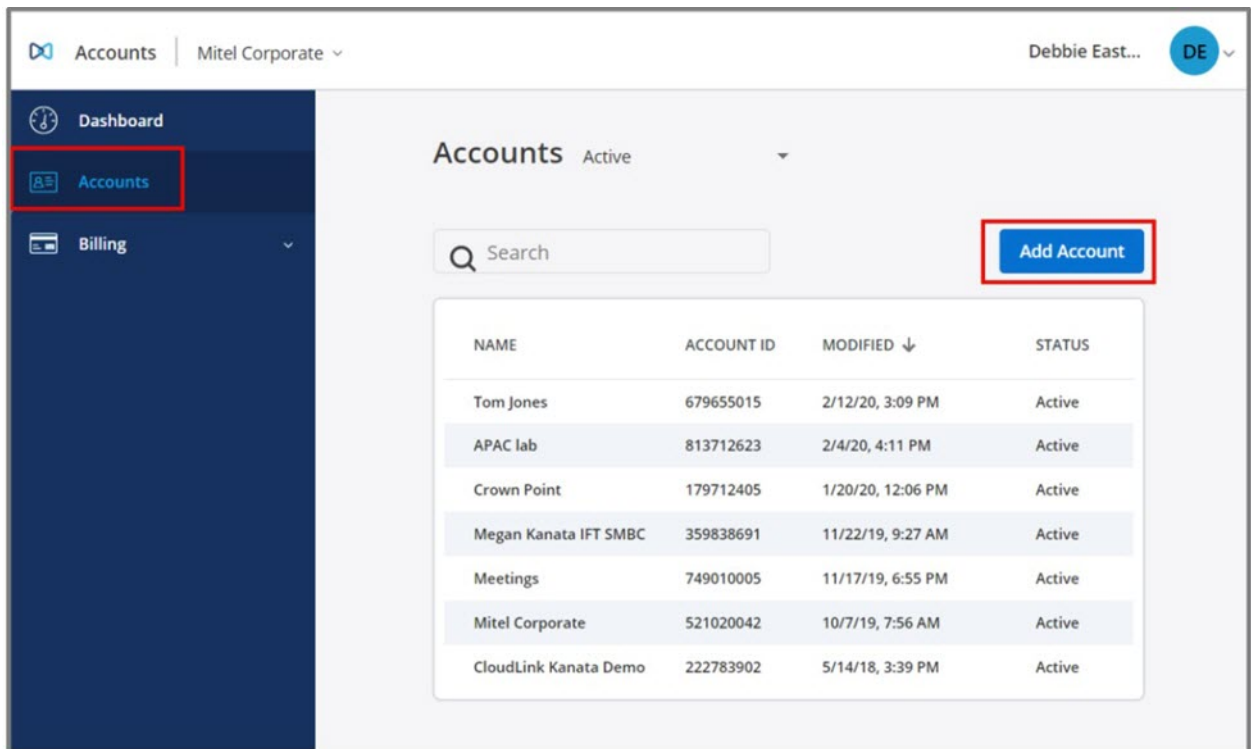 Accounts Mitel Corporate Debbie East... DE
Dashboard
Accounts
Billing
Accounts Active
Search
Add Account
NAME ACCOUNT ID MODIFIED STATUS
Tom Jones 679655015 2/12/20, 3:09 PM Active
APAC lab 813712623 2/4/20, 4:11 PM Active
Crown Point 179712405 1/20/20, 12:06 PM Active
Megan Kanata IFT SMBC 359838691 11/22/19, 9:27 AM Active
Meetings 749010005 11/17/19, 6:55 PM Active
Mitel Corporate 521020042 10/7/19, 7:56 AM Active
CloudLink Kanata Demo 222783902 5/14/18, 3:39 PM Active